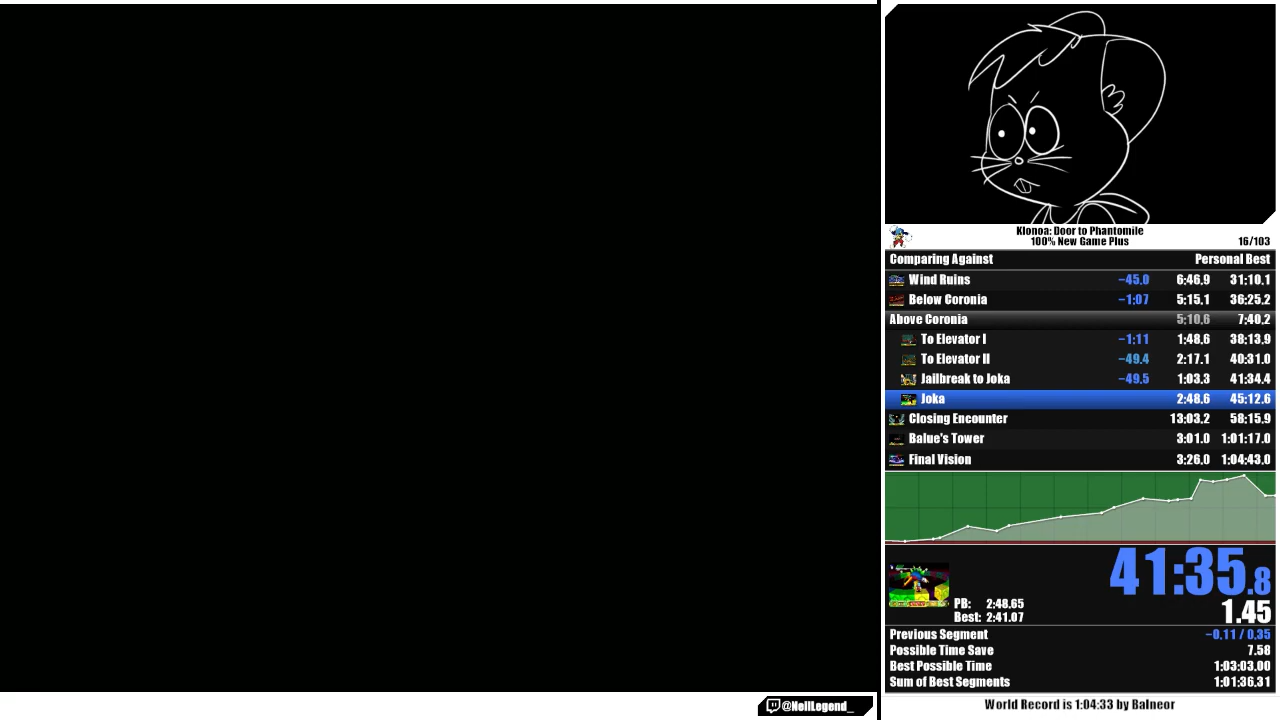 Klonoa: Door to Phantomile
100% New Game Plus 16/103
Comparing Against Personal Best
Wind Ruins −45.0 6:46.9 31:10.1
Below Coronia −1:07 5:15.1 36:25.2
Above Coronia 5:10.6 7:40.2
To Elevator I −1:11 1:48.6 38:13.9
To Elevator II −49.4 2:17.1 40:31.0
Jailbreak to Joka −49.5 1:03.3 41:34.4
Joka 2:48.6 45:12.6
Closing Encounter 13:03.2 58:15.9
Balue's Tower 3:01.0 1:01:17.0
Final Vision 3:26.0 1:04:43.0
41:35.8
PB: 2:48.65
Best: 2:41.07
1.45
Previous Segment −0.11 / 0.35
Possible Time Save 7.58
Best Possible Time 1:03:03.00
Sum of Best Segments 1:01:36.31
World Record is 1:04:33 by Balneor
@NellLegend_